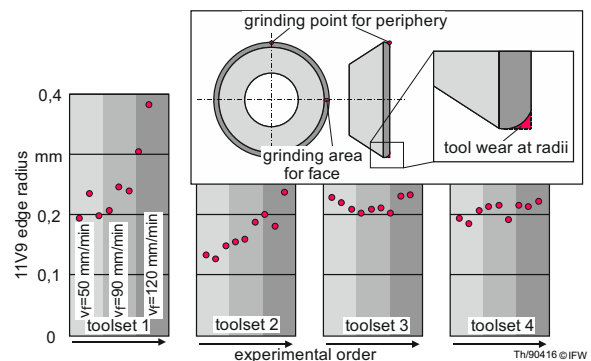 grinding point for periphery
grinding area
for face
tool wear at radii
11V9 edge radius
0,4
mm
0,2
0,1
0
vf=50 mm/min
vf=90 mm/min
vf=120 mm/min
toolset 1
toolset 2
toolset 3
toolset 4
experimental order
Th/90416 ©IFW